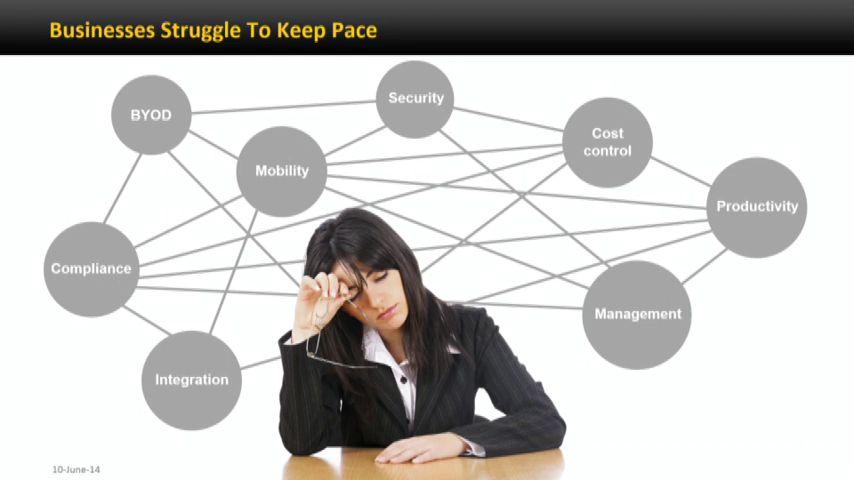 Businesses Struggle To Keep Pace
Security
BYOD
Cost
control
Mobility
Productivity
Compliance
Management
Integration
10-June-14